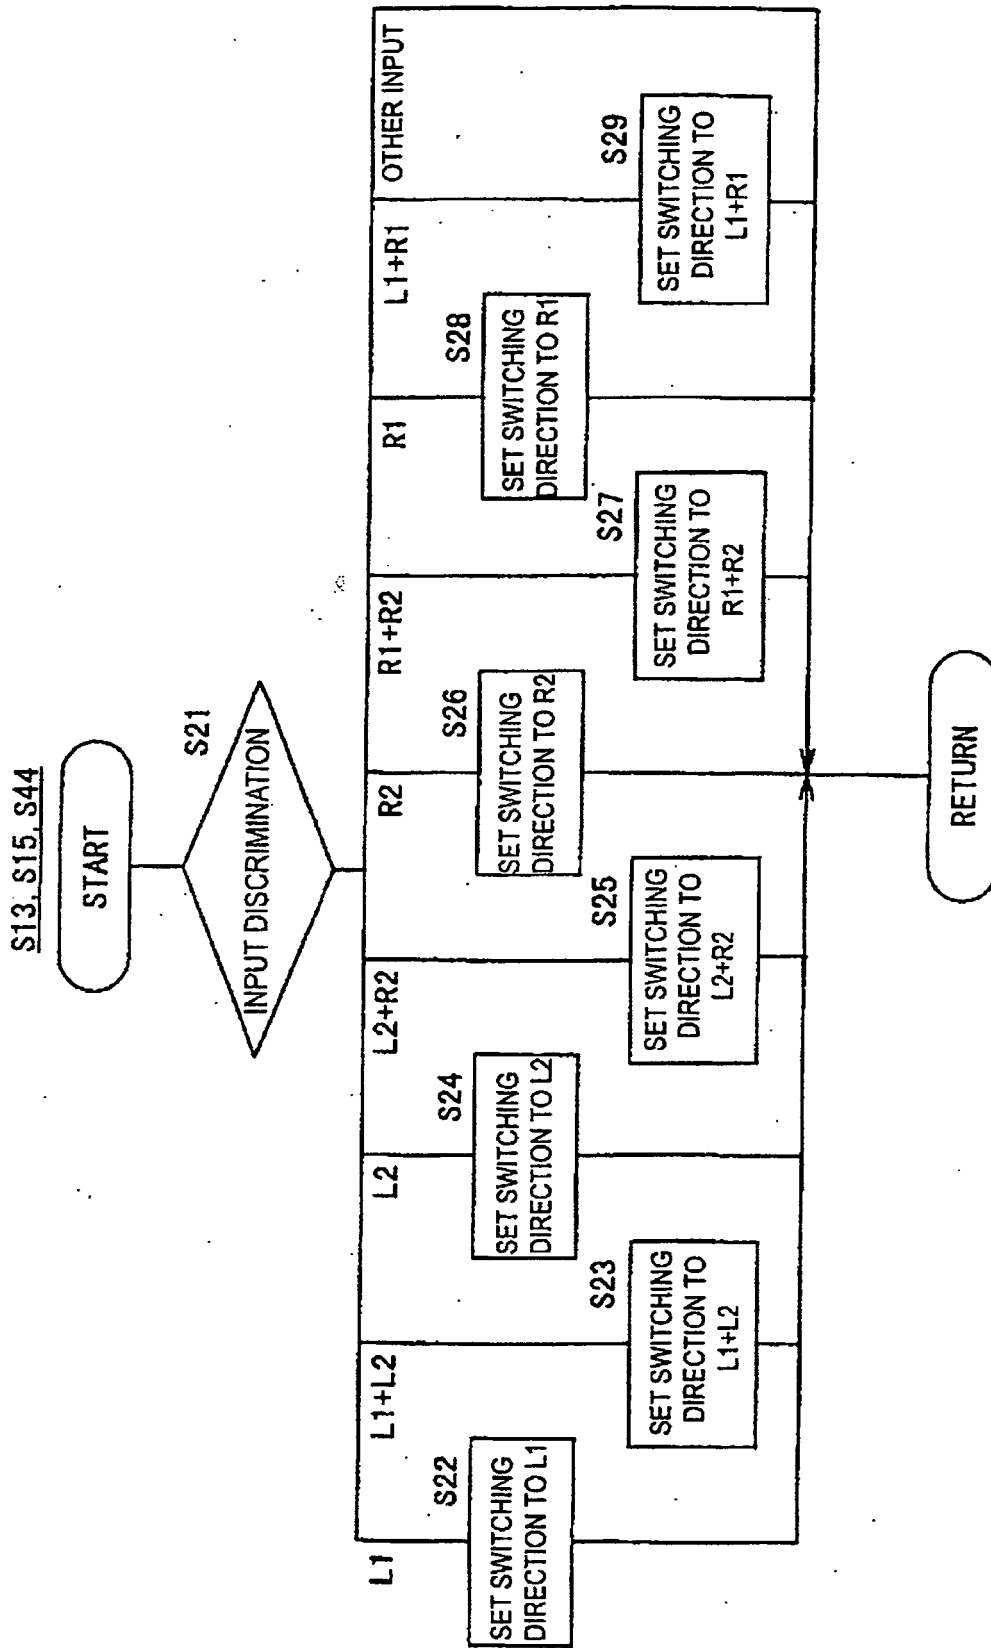 S13, S15, S44
START
S21
INPUT DISCRIMINATION
L1
L1+L2
L2
L2+R2
R2
R1+R2
R1
L1+R1
OTHER INPUT
S22
SET SWITCHING
DIRECTION TO L1
S23
SET SWITCHING
DIRECTION TO
L1+L2
S24
SET SWITCHING
DIRECTION TO L2
S25
SET SWITCHING
DIRECTION TO
L2+R2
S26
SET SWITCHING
DIRECTION TO R2
S27
SET SWITCHING
DIRECTION TO
R1+R2
S28
SET SWITCHING
DIRECTION TO R1
S29
SET SWITCHING
DIRECTION TO
L1+R1
RETURN